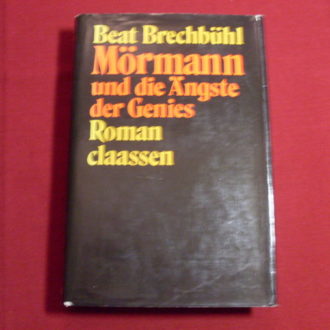 Beat Brechbühl
Mörmann
und die Ängste
der Genies
Roman
claassen